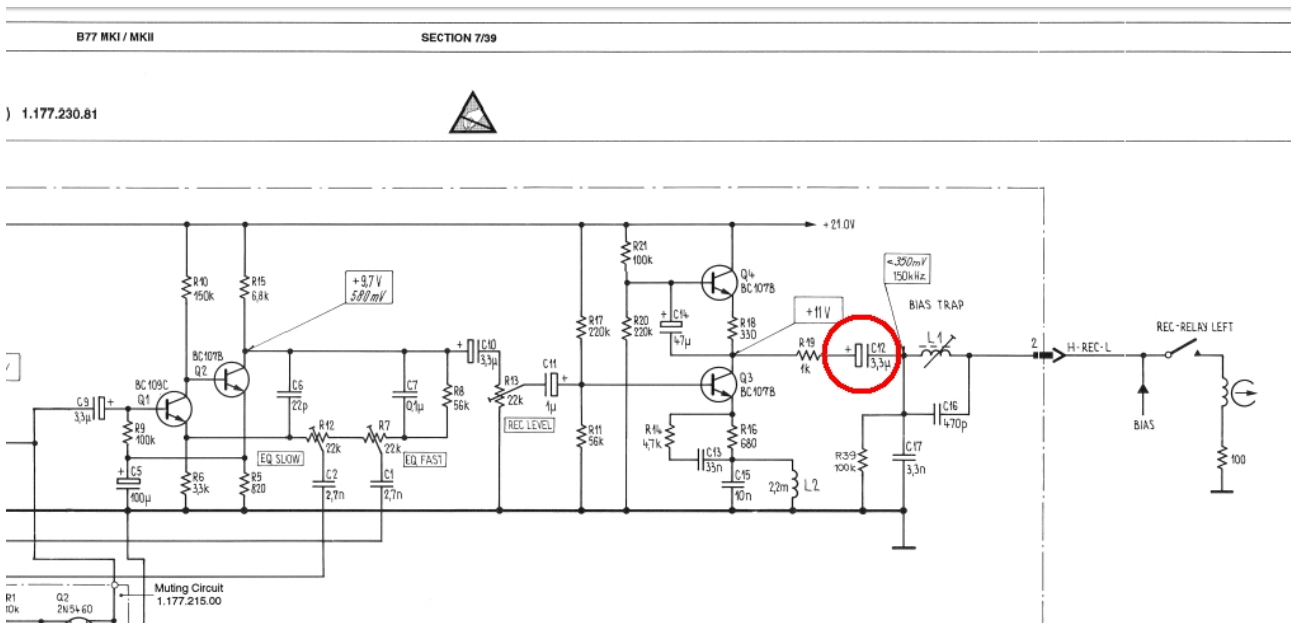 B77 MKI / MKII
SECTION 7/39
) 1.177.230.81
+21.0V
R10
150k
R15
6,8k
+9,7V
580mV
R21
100k
Q4
BC107B
<350mV
150kHz
BIAS TRAP
R17
220k
R20
220k
+
C14
47µ
R18
330
+11V
R19
1k
+
C12
3,3µ
L1
2
H-REC-L
REC-RELAY LEFT
V
BC107B
Q2
BC109C
Q1
C9
+
3,3µ
R9
100k
C6
22p
C7
0,1µ
+
C10
3,3µ
R8
56k
R13
22k
REC LEVEL
C11
+
1µ
Q3
BC107B
C16
470p
BIAS
R12
22k
EQ SLOW
R7
22k
EQ FAST
R11
56k
R14
4,7k
R16
680
C13
33n
C15
10n
2,2m
L2
R39
100k
C17
3,3n
100
+
C5
100µ
R6
3,3k
R5
820
C2
2,7n
C1
2,7n
Muting Circuit
1.177.215.00
R1
10k
Q2
2N5460